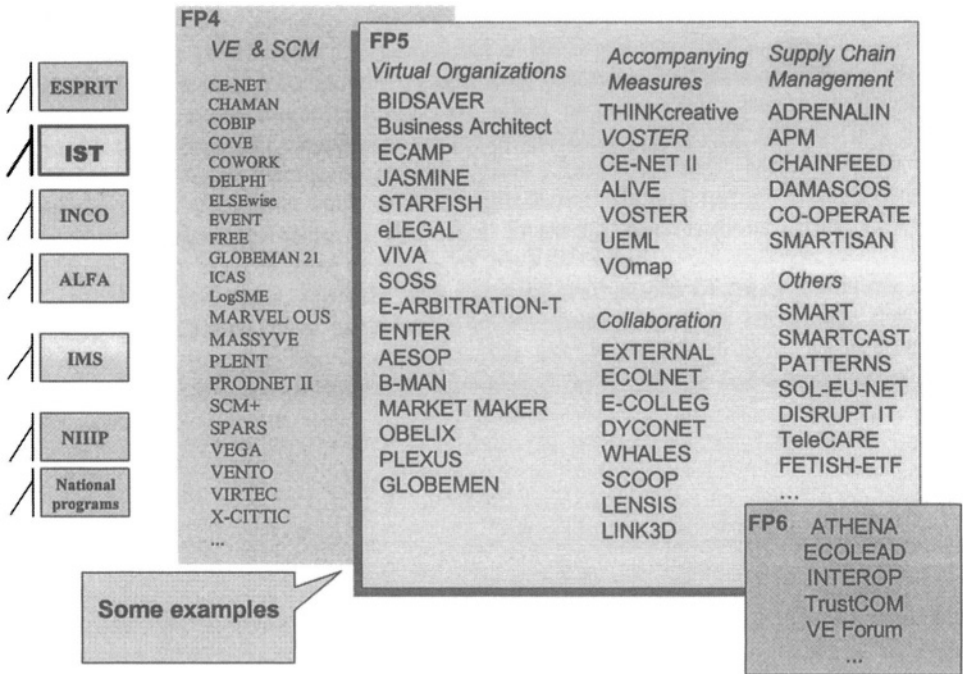 ESPRIT
IST
INCO
ALFA
IMS
NIIIP
National
programs
FP4
VE & SCM
CE-NET
CHAMAN
COBIP
COVE
COWORK
DELPHI
ELSEwise
EVENT
FREE
GLOBEMAN 21
ICAS
LogSME
MARVEL OUS
MASSYVE
PLENT
PRODNET II
SCM+
SPARS
VEGA
VENTO
VIRTEC
X-CITTIC
...
FP5
Virtual Organizations
BIDSAVER
Business Architect
ECAMP
JASMINE
STARFISH
eLEGAL
VIVA
SOSS
E-ARBITRATION-T
ENTER
AESOP
B-MAN
MARKET MAKER
OBELIX
PLEXUS
GLOBEMEN
Accompanying
Measures
THINKcreative
VOSTER
CE-NET II
ALIVE
VOSTER
UEML
VOmap
Collaboration
EXTERNAL
ECOLNET
E-COLLEG
DYCONET
WHALES
SCOOP
LENSIS
LINK3D
Supply Chain
Management
ADRENALIN
APM
CHAINFEED
DAMASCOS
CO-OPERATE
SMARTISAN
Others
SMART
SMARTCAST
PATTERNS
SOL-EU-NET
DISRUPT IT
TeleCARE
FETISH-ETF
...
FP6
ATHENA
ECOLEAD
INTEROP
TrustCOM
VE Forum
...
Some examples